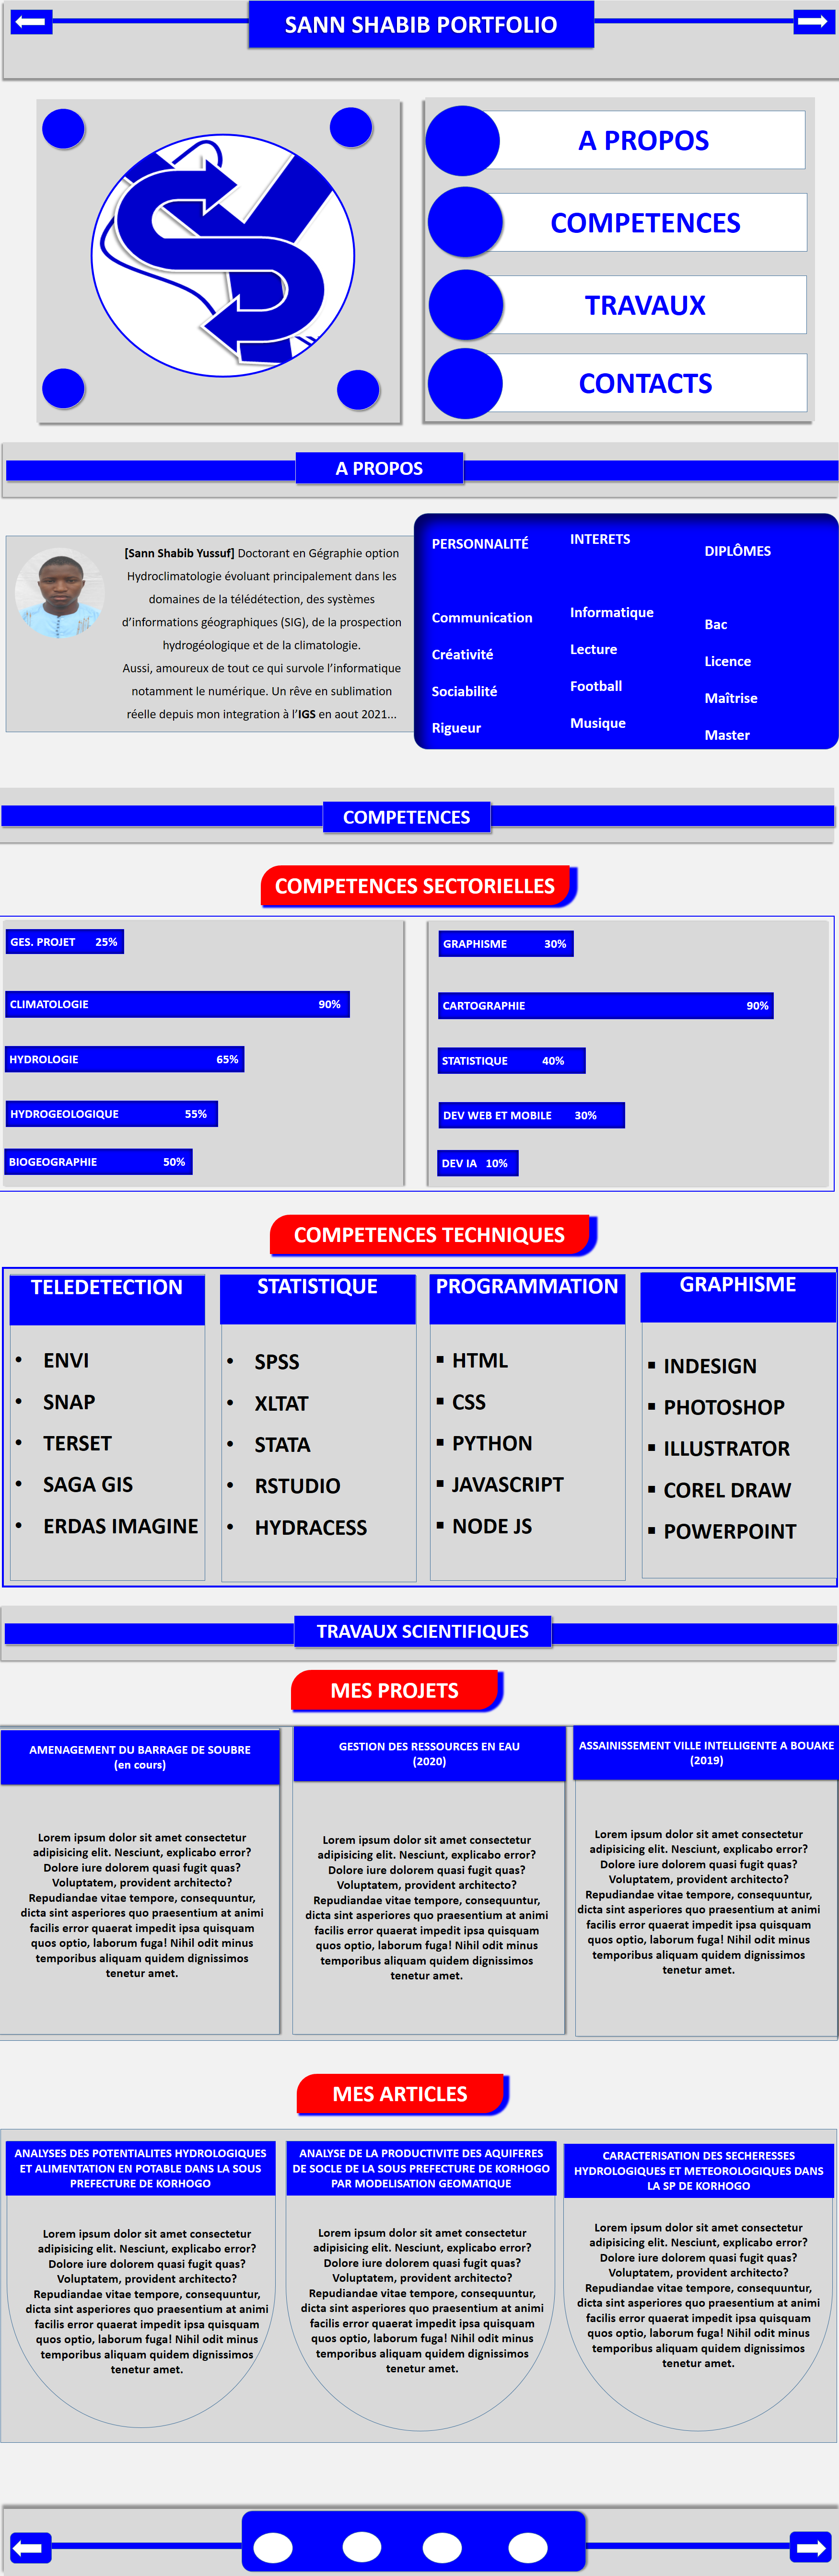 SANN SHABIB PORTFOLIO
A PROPOS
COMPETENCES
TRAVAUX
CONTACTS
A PROPOS
[Sann Shabib Yussuf] Doctorant en Gégraphie option
Hydroclimatologie évoluant principalement dans les
domaines de la télédétection, des systèmes
d'informations géographiques (SIG), de la prospection
hydrogéologique et de la climatologie.
Aussi, amoureux de tout ce qui survole l'informatique
notamment le numérique. Un rêve en sublimation
réelle depuis mon integration à l'IGS en aout 2021...
PERSONNALITÉ
Communication
Créativité
Sociabilité
Rigueur
INTERETS
Informatique
Lecture
Football
Musique
DIPLÔMES
Bac
Licence
Maîtrise
Master
COMPETENCES
COMPETENCES SECTORIELLES
GES. PROJET 25%
CLIMATOLOGIE 90%
HYDROLOGIE 65%
HYDROGEOLOGIQUE 55%
BIOGEOGRAPHIE 50%
GRAPHISME 30%
CARTOGRAPHIE 90%
STATISTIQUE 40%
DEV WEB ET MOBILE 30%
DEV IA 10%
COMPETENCES TECHNIQUES
TELEDETECTION
• ENVI
• SNAP
• TERSET
• SAGA GIS
• ERDAS IMAGINE
STATISTIQUE
• SPSS
• XLTAT
• STATA
• RSTUDIO
• HYDRACESS
PROGRAMMATION
▪ HTML
▪ CSS
▪ PYTHON
▪ JAVASCRIPT
▪ NODE JS
GRAPHISME
▪ INDESIGN
▪ PHOTOSHOP
▪ ILLUSTRATOR
▪ COREL DRAW
▪ POWERPOINT
TRAVAUX SCIENTIFIQUES
MES PROJETS
AMENAGEMENT DU BARRAGE DE SOUBRE
(en cours)
Lorem ipsum dolor sit amet consectetur
adipisicing elit. Nesciunt, explicabo error?
Dolore iure dolorem quasi fugit quas?
Voluptatem, provident architecto?
Repudiandae vitae tempore, consequuntur,
dicta sint asperiores quo praesentium at animi
facilis error quaerat impedit ipsa quisquam
quos optio, laborum fuga! Nihil odit minus
temporibus aliquam quidem dignissimos
tenetur amet.
GESTION DES RESSOURCES EN EAU
(2020)
Lorem ipsum dolor sit amet consectetur
adipisicing elit. Nesciunt, explicabo error?
Dolore iure dolorem quasi fugit quas?
Voluptatem, provident architecto?
Repudiandae vitae tempore, consequuntur,
dicta sint asperiores quo praesentium at animi
facilis error quaerat impedit ipsa quisquam
quos optio, laborum fuga! Nihil odit minus
temporibus aliquam quidem dignissimos
tenetur amet.
ASSAINISSEMENT VILLE INTELLIGENTE A BOUAKE
(2019)
Lorem ipsum dolor sit amet consectetur
adipisicing elit. Nesciunt, explicabo error?
Dolore iure dolorem quasi fugit quas?
Voluptatem, provident architecto?
Repudiandae vitae tempore, consequuntur,
dicta sint asperiores quo praesentium at animi
facilis error quaerat impedit ipsa quisquam
quos optio, laborum fuga! Nihil odit minus
temporibus aliquam quidem dignissimos
tenetur amet.
MES ARTICLES
ANALYSES DES POTENTIALITES HYDROLOGIQUES
ET ALIMENTATION EN POTABLE DANS LA SOUS
PREFECTURE DE KORHOGO
Lorem ipsum dolor sit amet consectetur
adipisicing elit. Nesciunt, explicabo error?
Dolore iure dolorem quasi fugit quas?
Voluptatem, provident architecto?
Repudiandae vitae tempore, consequuntur,
dicta sint asperiores quo praesentium at animi
facilis error quaerat impedit ipsa quisquam
quos optio, laborum fuga! Nihil odit minus
temporibus aliquam quidem dignissimos
tenetur amet.
ANALYSE DE LA PRODUCTIVITE DES AQUIFERES
DE SOCLE DE LA SOUS PREFECTURE DE KORHOGO
PAR MODELISATION GEOMATIQUE
Lorem ipsum dolor sit amet consectetur
adipisicing elit. Nesciunt, explicabo error?
Dolore iure dolorem quasi fugit quas?
Voluptatem, provident architecto?
Repudiandae vitae tempore, consequuntur,
dicta sint asperiores quo praesentium at animi
facilis error quaerat impedit ipsa quisquam
quos optio, laborum fuga! Nihil odit minus
temporibus aliquam quidem dignissimos
tenetur amet.
CARACTERISATION DES SECHERESSES
HYDROLOGIQUES ET METEOROLOGIQUES DANS
LA SP DE KORHOGO
Lorem ipsum dolor sit amet consectetur
adipisicing elit. Nesciunt, explicabo error?
Dolore iure dolorem quasi fugit quas?
Voluptatem, provident architecto?
Repudiandae vitae tempore, consequuntur,
dicta sint asperiores quo praesentium at animi
facilis error quaerat impedit ipsa quisquam
quos optio, laborum fuga! Nihil odit minus
temporibus aliquam quidem dignissimos
tenetur amet.